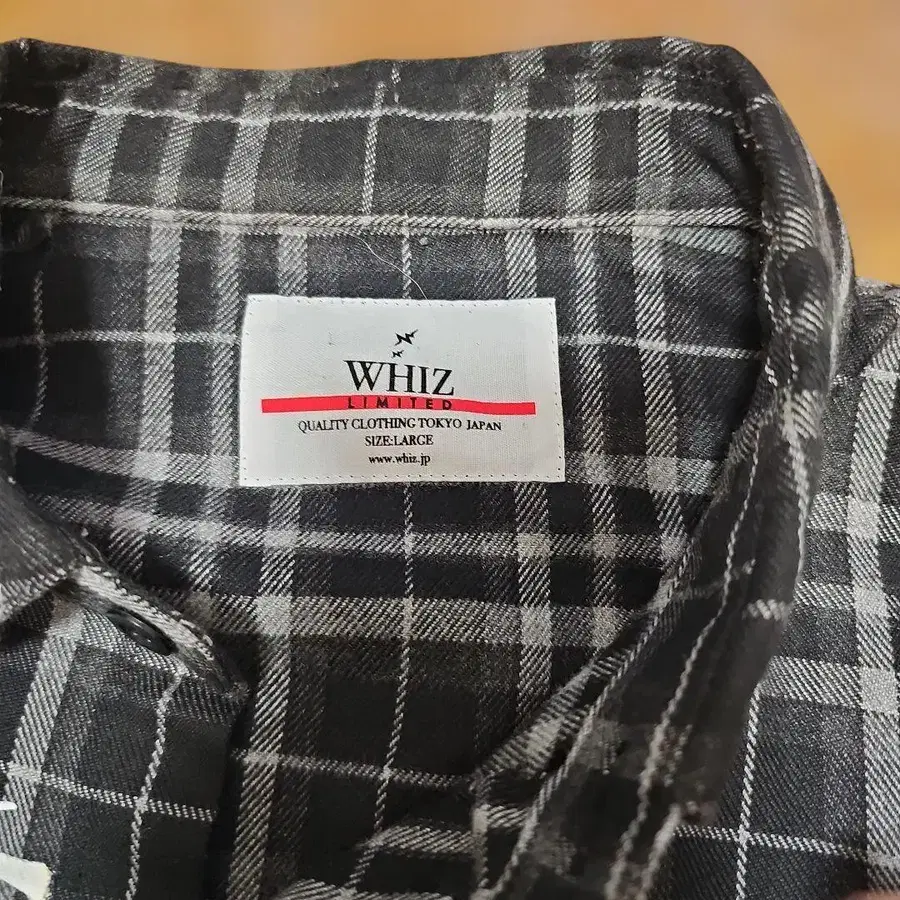 WHIZ
LIMITED
QUALITY CLOTHING TOKYO JAPAN
SIZE:LARGE
www.whiz.jp